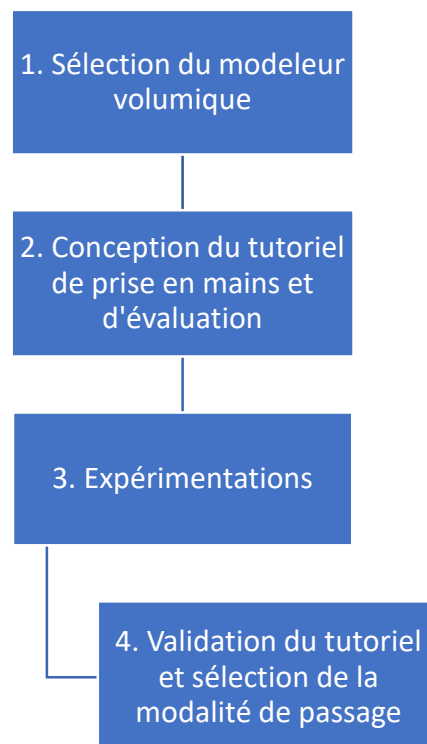 1. Sélection du modeleur
volumique
2. Conception du tutoriel
de prise en mains et
d'évaluation
3. Expérimentations
4. Validation du tutoriel
et sélection de la
modalité de passage